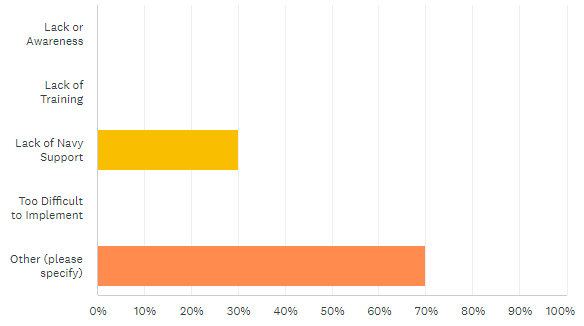 Lack or
Awareness
Lack of
Training
Lack of Navy
Support
Too Difficult
to Implement
Other (please
specify)
0% 10% 20% 30% 40% 50% 60% 70% 80% 90% 100%